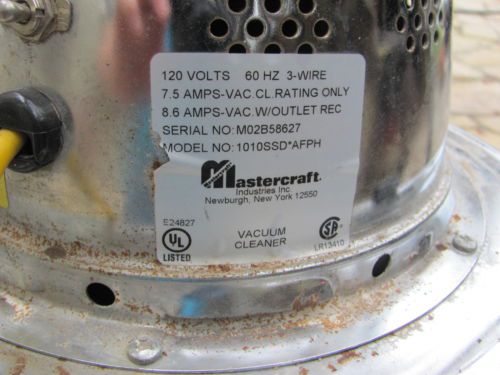 120 VOLTS 60 HZ 3-WIRE
7.5 AMPS-VAC.CL.RATING ONLY
8.6 AMPS-VAC.W/OUTLET REC
SERIAL NO: M02B58627
MODEL NO: 1010SSD*AFPH
Mastercraft
Industries Inc.
Newburgh, New York 12550
E24827
UL
LISTED
VACUUM
CLEANER
SA
LR13410